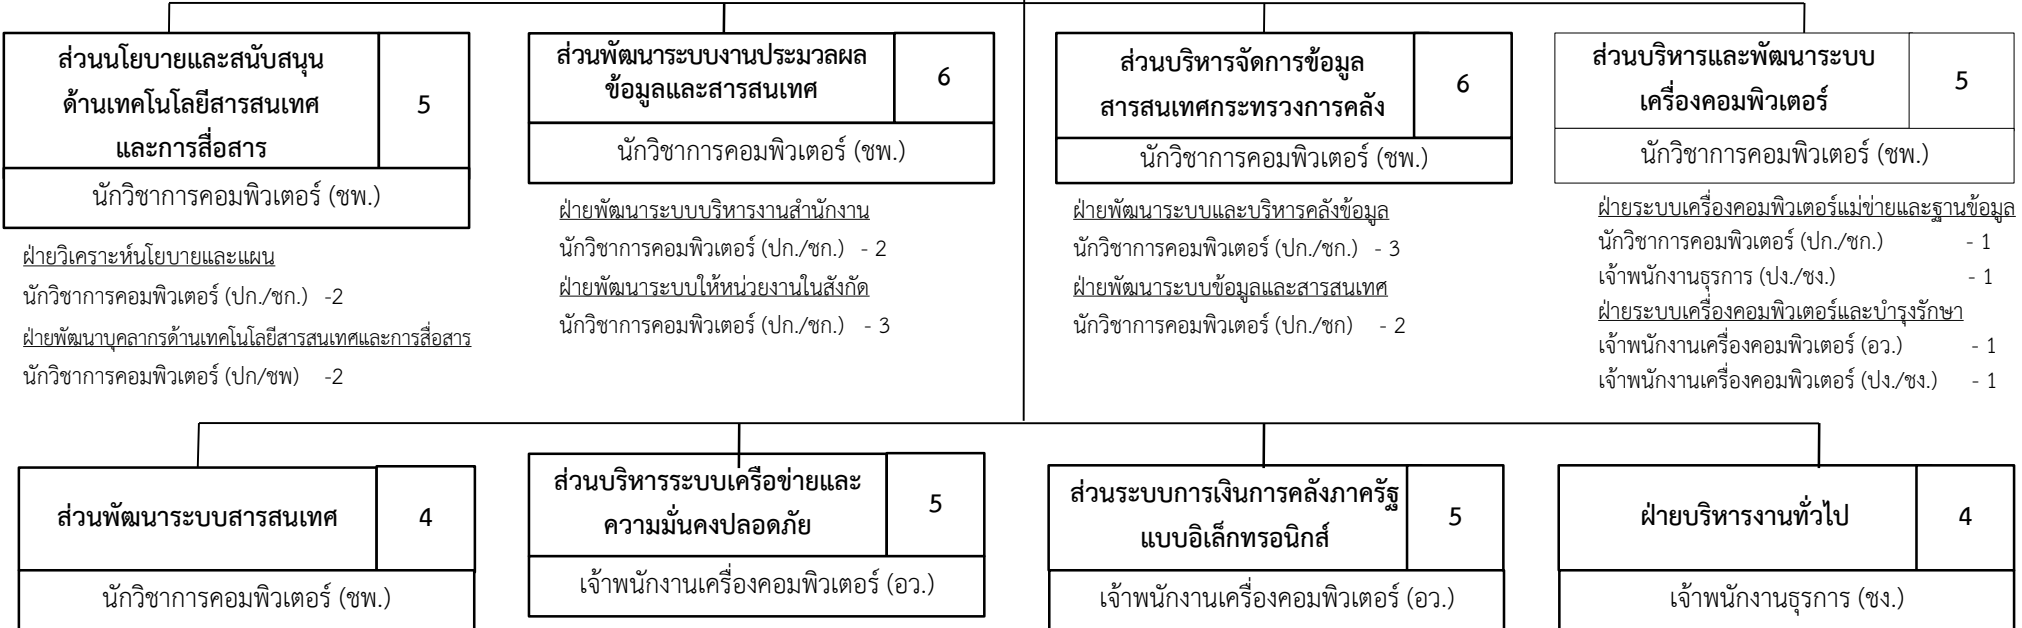 ส่วนนโยบายและสนับสนุน
ด้านเทคโนโลยีสารสนเทศ
และการสื่อสาร
5
นักวิชาการคอมพิวเตอร์ (ชพ.)
ฝ่ายวิเคราะห์นโยบายและแผน
นักวิชาการคอมพิวเตอร์ (ปก./ชก.) -2
ฝ่ายพัฒนาบุคลากรด้านเทคโนโลยีสารสนเทศและการสื่อสาร
นักวิชาการคอมพิวเตอร์ (ปก/ชพ) -2
ส่วนพัฒนาระบบงานประมวลผล
ข้อมูลและสารสนเทศ
6
นักวิชาการคอมพิวเตอร์ (ชพ.)
ฝ่ายพัฒนาระบบบริหารงานสำนักงาน
นักวิชาการคอมพิวเตอร์ (ปก./ชก.) - 2
ฝ่ายพัฒนาระบบให้หน่วยงานในสังกัด
นักวิชาการคอมพิวเตอร์ (ปก./ชก.) - 3
ส่วนบริหารจัดการข้อมูล
สารสนเทศกระทรวงการคลัง
6
นักวิชาการคอมพิวเตอร์ (ชพ.)
ฝ่ายพัฒนาระบบและบริหารคลังข้อมูล
นักวิชาการคอมพิวเตอร์ (ปก./ชก.) - 3
ฝ่ายพัฒนาระบบข้อมูลและสารสนเทศ
นักวิชาการคอมพิวเตอร์ (ปก./ชก) - 2
ส่วนบริหารและพัฒนาระบบ
เครื่องคอมพิวเตอร์
5
นักวิชาการคอมพิวเตอร์ (ชพ.)
ฝ่ายระบบเครื่องคอมพิวเตอร์แม่ข่ายและฐานข้อมูล
นักวิชาการคอมพิวเตอร์ (ปก./ชก.) - 1
เจ้าพนักงานธุรการ (ปง./ชง.) - 1
ฝ่ายระบบเครื่องคอมพิวเตอร์และบำรุงรักษา
เจ้าพนักงานเครื่องคอมพิวเตอร์ (อว.) - 1
เจ้าพนักงานเครื่องคอมพิวเตอร์ (ปง./ชง.) - 1
ส่วนพัฒนาระบบสารสนเทศ
4
นักวิชาการคอมพิวเตอร์ (ชพ.)
ส่วนบริหารระบบเครือข่ายและ
ความมั่นคงปลอดภัย
5
เจ้าพนักงานเครื่องคอมพิวเตอร์ (อว.)
ส่วนระบบการเงินการคลังภาครัฐ
แบบอิเล็กทรอนิกส์
5
เจ้าพนักงานเครื่องคอมพิวเตอร์ (อว.)
ฝ่ายบริหารงานทั่วไป
4
เจ้าพนักงานธุรการ (ชง.)